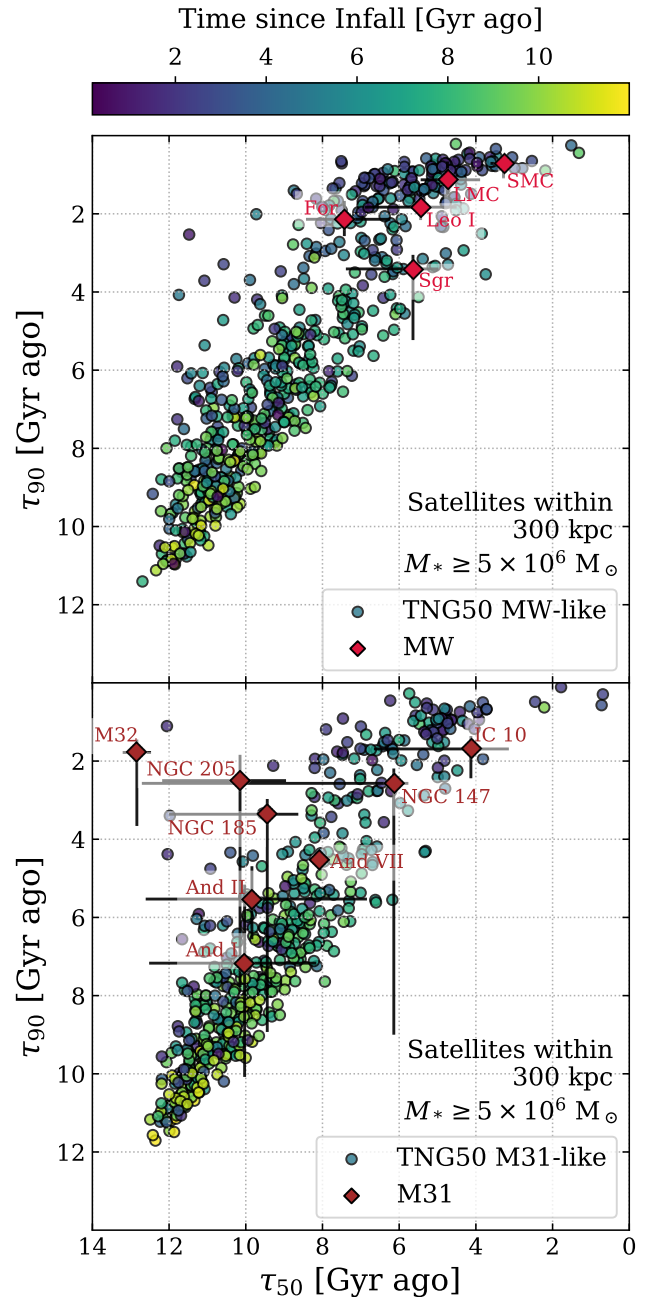 Time since Infall [Gyr ago]
2 4 6 8 10
SMC
LMC
For
Leo I
Sgr
2
4
6
8
10
12
τ50 [Gyr ago]
τ90 [Gyr ago]
Satellites within
300 kpc
M* ≥ 5 × 10⁶ M⊙
TNG50 MW-like
MW
M32
IC 10
NGC 205
NGC 147
NGC 185
And VII
And II
And I
2
4
6
8
10
12
τ90 [Gyr ago]
Satellites within
300 kpc
M* ≥ 5 × 10⁶ M⊙
TNG50 M31-like
M31
14 12 10 8 6 4 2 0